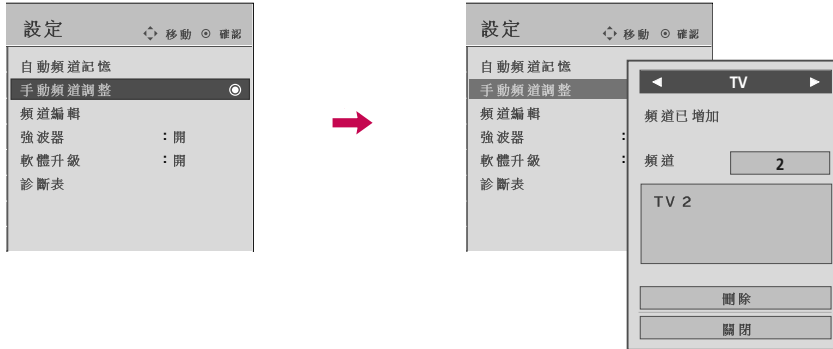 設定 移動 確認
自動頻道記憶
手動頻道調整
頻道編輯
強波器 : 開
軟體升級 : 開
診斷表
設定 移動 確認
自動頻道記憶
手動頻道調整
頻道編輯
強波器 :
軟體升級 :
診斷表
◀ TV ▶
頻道已增加
頻道 2
TV 2
刪除
關閉